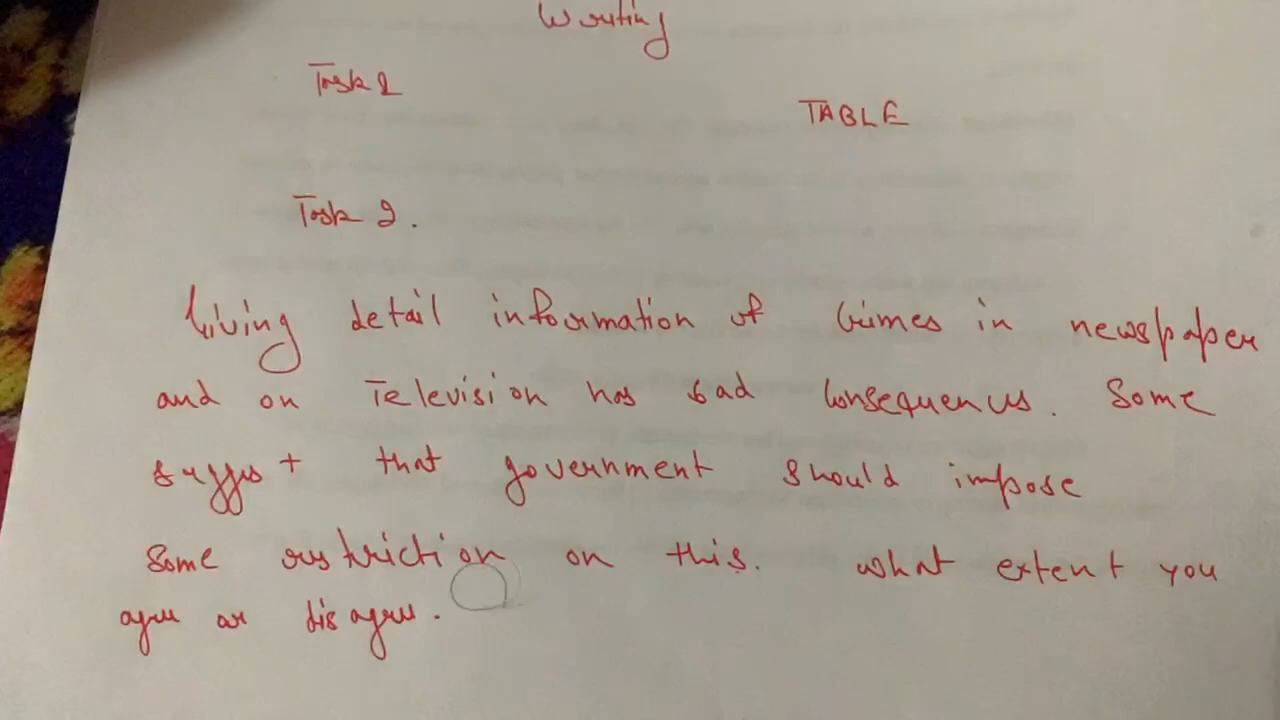 Writing
Task 1
TABLE
Task 2.
Giving detail information of crimes in newspaper
and on Television has bad consequences. Some
suggest that government should impose
Some restriction on this. what extent you
agree or disagree.